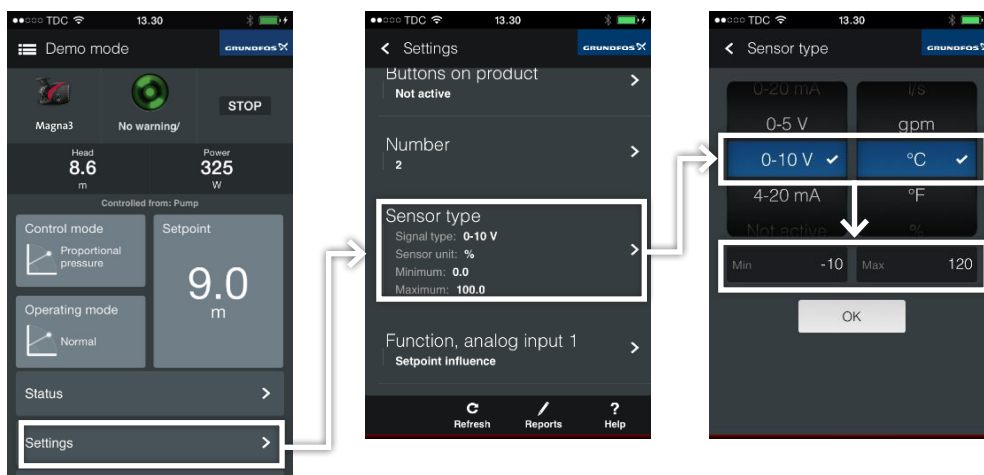 TDC 13.30
Demo mode
GRUNDFOS
Magna3
No warning/
STOP
Head
8.6
m
Power
325
W
Controlled from: Pump
Control mode
Proportional
pressure
Setpoint
9.0
m
Operating mode
Normal
Status
Settings
TDC 13.30
Settings
GRUNDFOS
Buttons on product
Not active
Number
2
Sensor type
Signal type: 0-10 V
Sensor unit: %
Minimum: 0.0
Maximum: 100.0
Function, analog input 1
Setpoint influence
Refresh
Reports
?
Help
TDC 13.30
Sensor type
GRUNDFOS
0-20 mA l/s
0-5 V gpm
0-10 V °C
4-20 mA °F
Not active %
Min -10 Max 120
OK